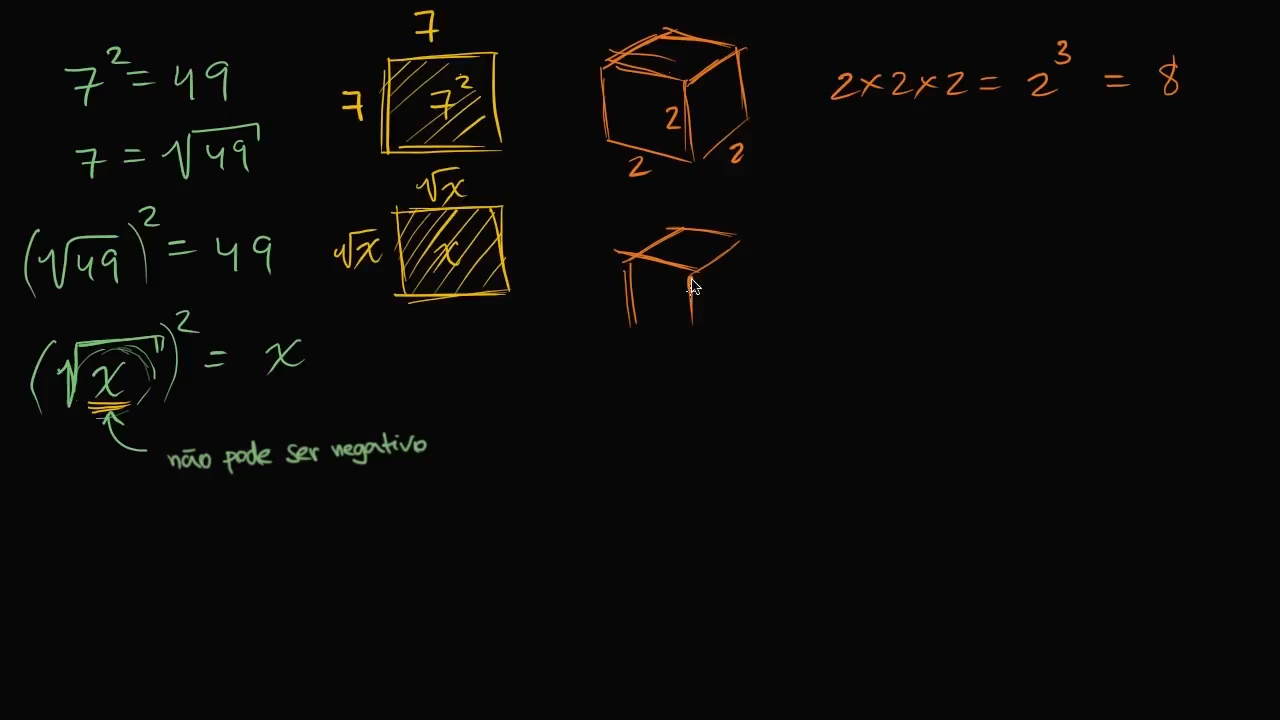 7² = 49
7 = √49
(√49)² = 49
(√x)² = x
não pode ser negativo
7
7
7²
√x
√x
x
2
2
2
2×2×2 = 2³ = 8